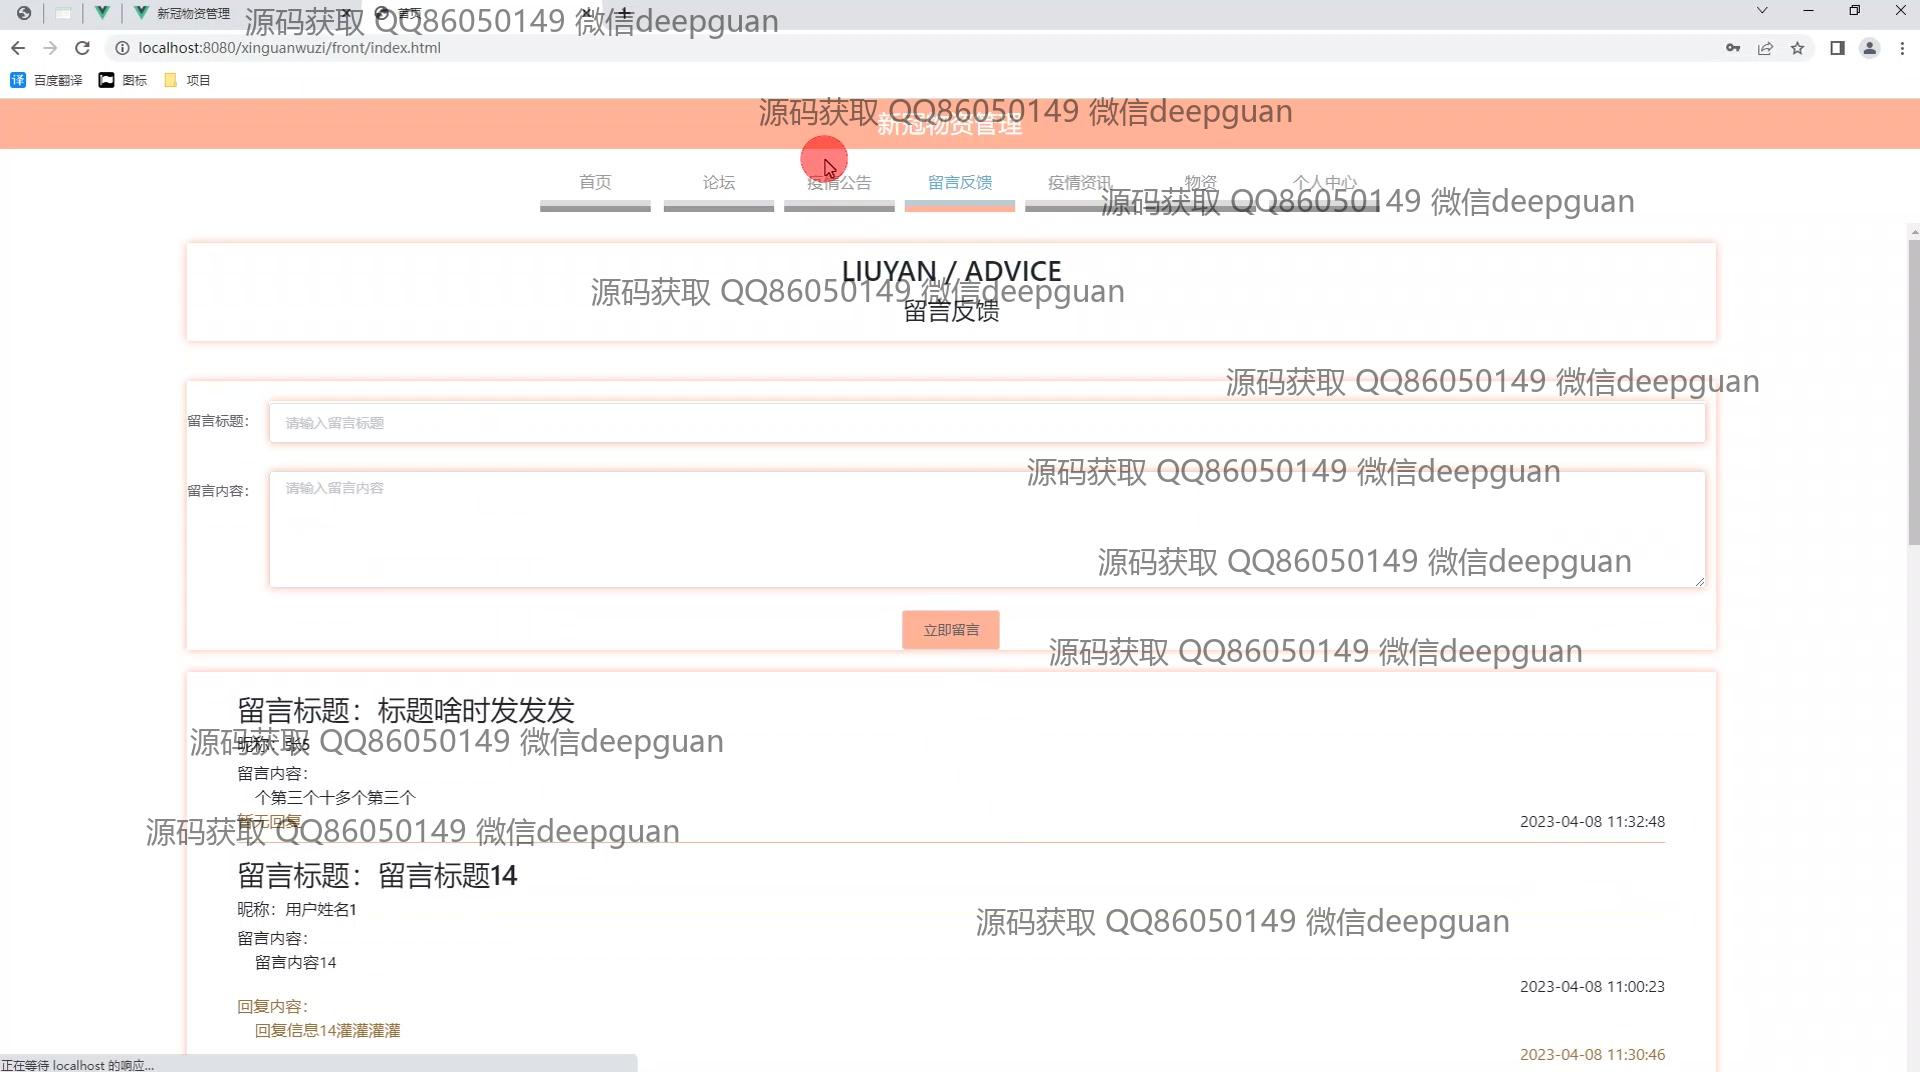 新冠物资管理
首页
源码获取 QQ86050149 微信deepguan
localhost:8080/xinguanwuzi/front/index.html
译 百度翻译 图标 项目
源码获取 QQ86050149 微信deepguan
新冠物资管理
首页 论坛 疫情公告 留言反馈 疫情资讯 物资 个人中心
源码获取 QQ86050149 微信deepguan
LIUYAN / ADVICE
源码获取 QQ86050149 微信deepguan
留言反馈
源码获取 QQ86050149 微信deepguan
留言标题： 请输入留言标题
源码获取 QQ86050149 微信deepguan
留言内容： 请输入留言内容
源码获取 QQ86050149 微信deepguan
立即留言
源码获取 QQ86050149 微信deepguan
留言标题：标题啥时发发发
昵称：张5
源码获取 QQ86050149 微信deepguan
留言内容：
个第三个十多个第三个
暂无回复 2023-04-08 11:32:48
源码获取 QQ86050149 微信deepguan
留言标题：留言标题14
昵称：用户姓名1
源码获取 QQ86050149 微信deepguan
留言内容：
留言内容14
2023-04-08 11:00:23
回复内容：
回复信息14灌灌灌灌
2023-04-08 11:30:46
正在等待 localhost 的响应...